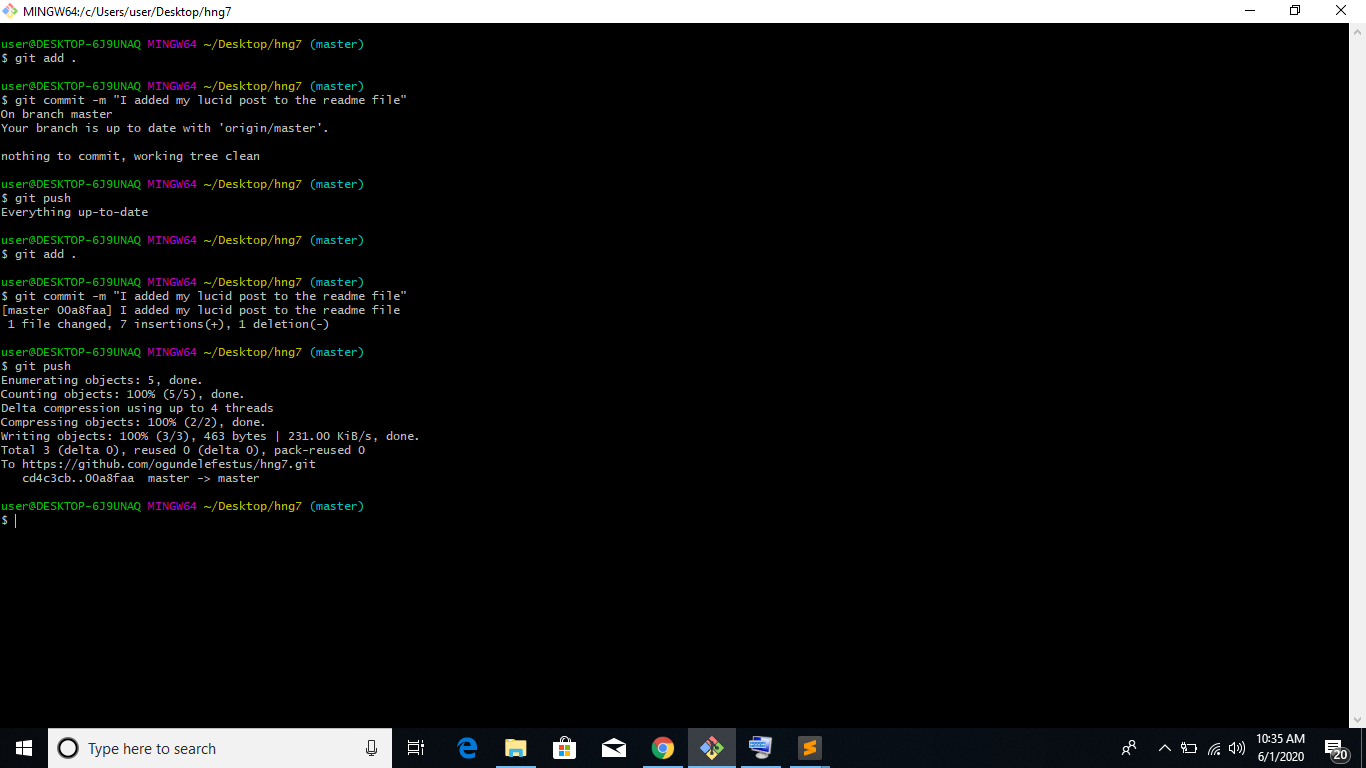 MINGW64:/c/Users/user/Desktop/hng7
user@DESKTOP-6J9UNAQ MINGW64 ~/Desktop/hng7 (master)
$ git add .
user@DESKTOP-6J9UNAQ MINGW64 ~/Desktop/hng7 (master)
$ git commit -m "I added my lucid post to the readme file"
On branch master
Your branch is up to date with 'origin/master'.
nothing to commit, working tree clean
user@DESKTOP-6J9UNAQ MINGW64 ~/Desktop/hng7 (master)
$ git push
Everything up-to-date
user@DESKTOP-6J9UNAQ MINGW64 ~/Desktop/hng7 (master)
$ git add .
user@DESKTOP-6J9UNAQ MINGW64 ~/Desktop/hng7 (master)
$ git commit -m "I added my lucid post to the readme file"
[master 00a8faa] I added my lucid post to the readme file
1 file changed, 7 insertions(+), 1 deletion(-)
user@DESKTOP-6J9UNAQ MINGW64 ~/Desktop/hng7 (master)
$ git push
Enumerating objects: 5, done.
Counting objects: 100% (5/5), done.
Delta compression using up to 4 threads
Compressing objects: 100% (2/2), done.
Writing objects: 100% (3/3), 463 bytes | 231.00 KiB/s, done.
Total 3 (delta 0), reused 0 (delta 0), pack-reused 0
To https://github.com/ogundelefestus/hng7.git
cd4c3cb..00a8faa  master -> master
user@DESKTOP-6J9UNAQ MINGW64 ~/Desktop/hng7 (master)
$
Type here to search
10:35 AM
6/1/2020
20